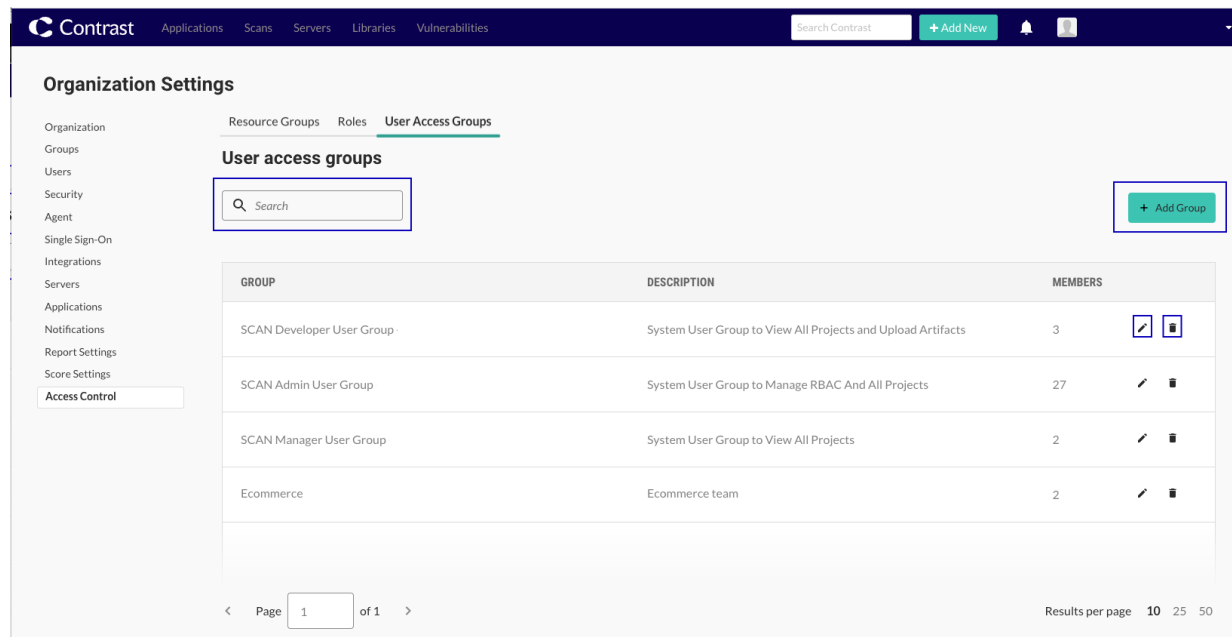 Contrast Applications Scans Servers Libraries Vulnerabilities Search Contrast + Add New
Organization Settings
Organization
Groups
Users
Security
Agent
Single Sign-On
Integrations
Servers
Applications
Notifications
Report Settings
Score Settings
Access Control
Resource Groups Roles User Access Groups
User access groups
Search
+ Add Group
GROUP DESCRIPTION MEMBERS
SCAN Developer User Group System User Group to View All Projects and Upload Artifacts 3
SCAN Admin User Group System User Group to Manage RBAC And All Projects 27
SCAN Manager User Group System User Group to View All Projects 2
Ecommerce Ecommerce team 2
< Page 1 of 1 > Results per page 10 25 50